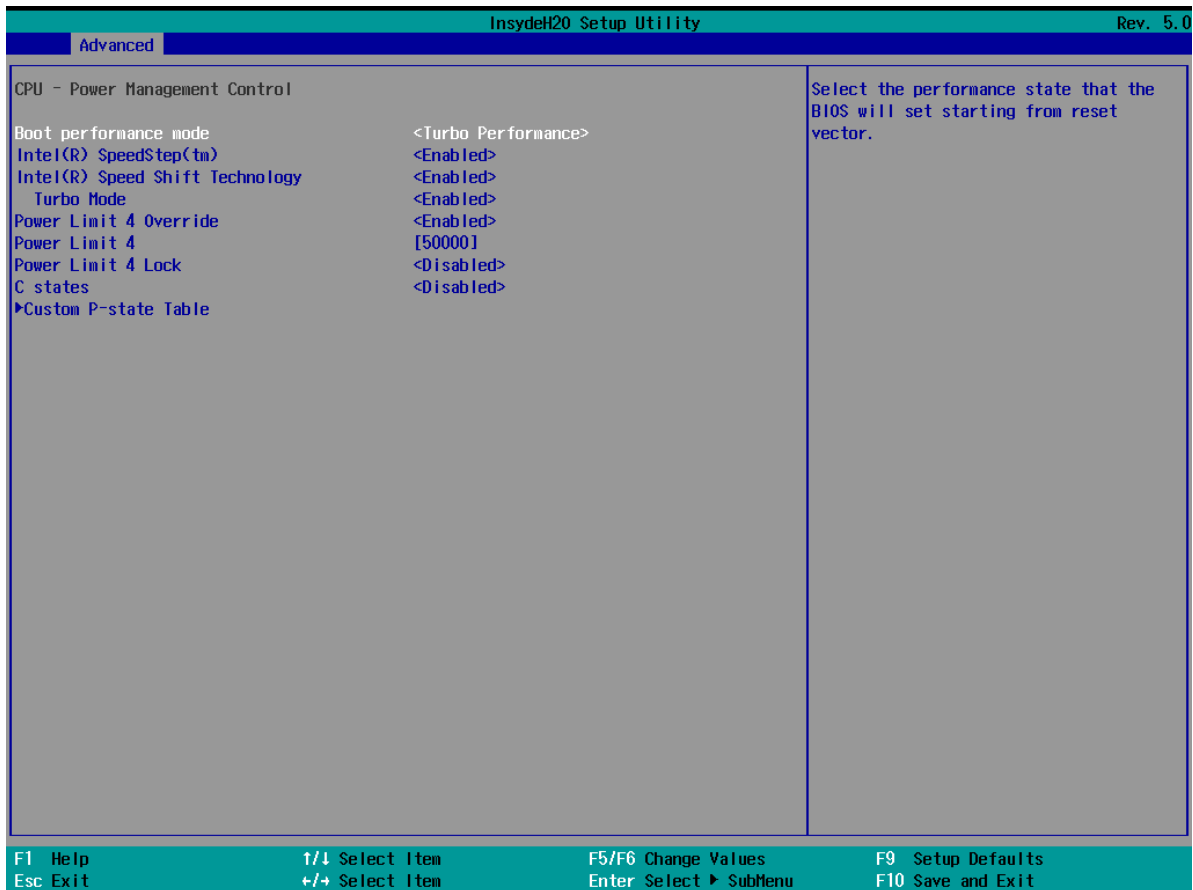 InsydeH20 Setup Utility Rev. 5.0
Advanced
CPU - Power Management Control
Boot performance mode <Turbo Performance>
Intel(R) SpeedStep(tm) <Enabled>
Intel(R) Speed Shift Technology <Enabled>
Turbo Mode <Enabled>
Power Limit 4 Override <Enabled>
Power Limit 4 [50000]
Power Limit 4 Lock <Disabled>
C states <Disabled>
►Custom P-state Table
Select the performance state that the
BIOS will set starting from reset
vector.
F1 Help ↑/↓ Select Item F5/F6 Change Values F9 Setup Defaults
Esc Exit ←/→ Select Item Enter Select ► SubMenu F10 Save and Exit